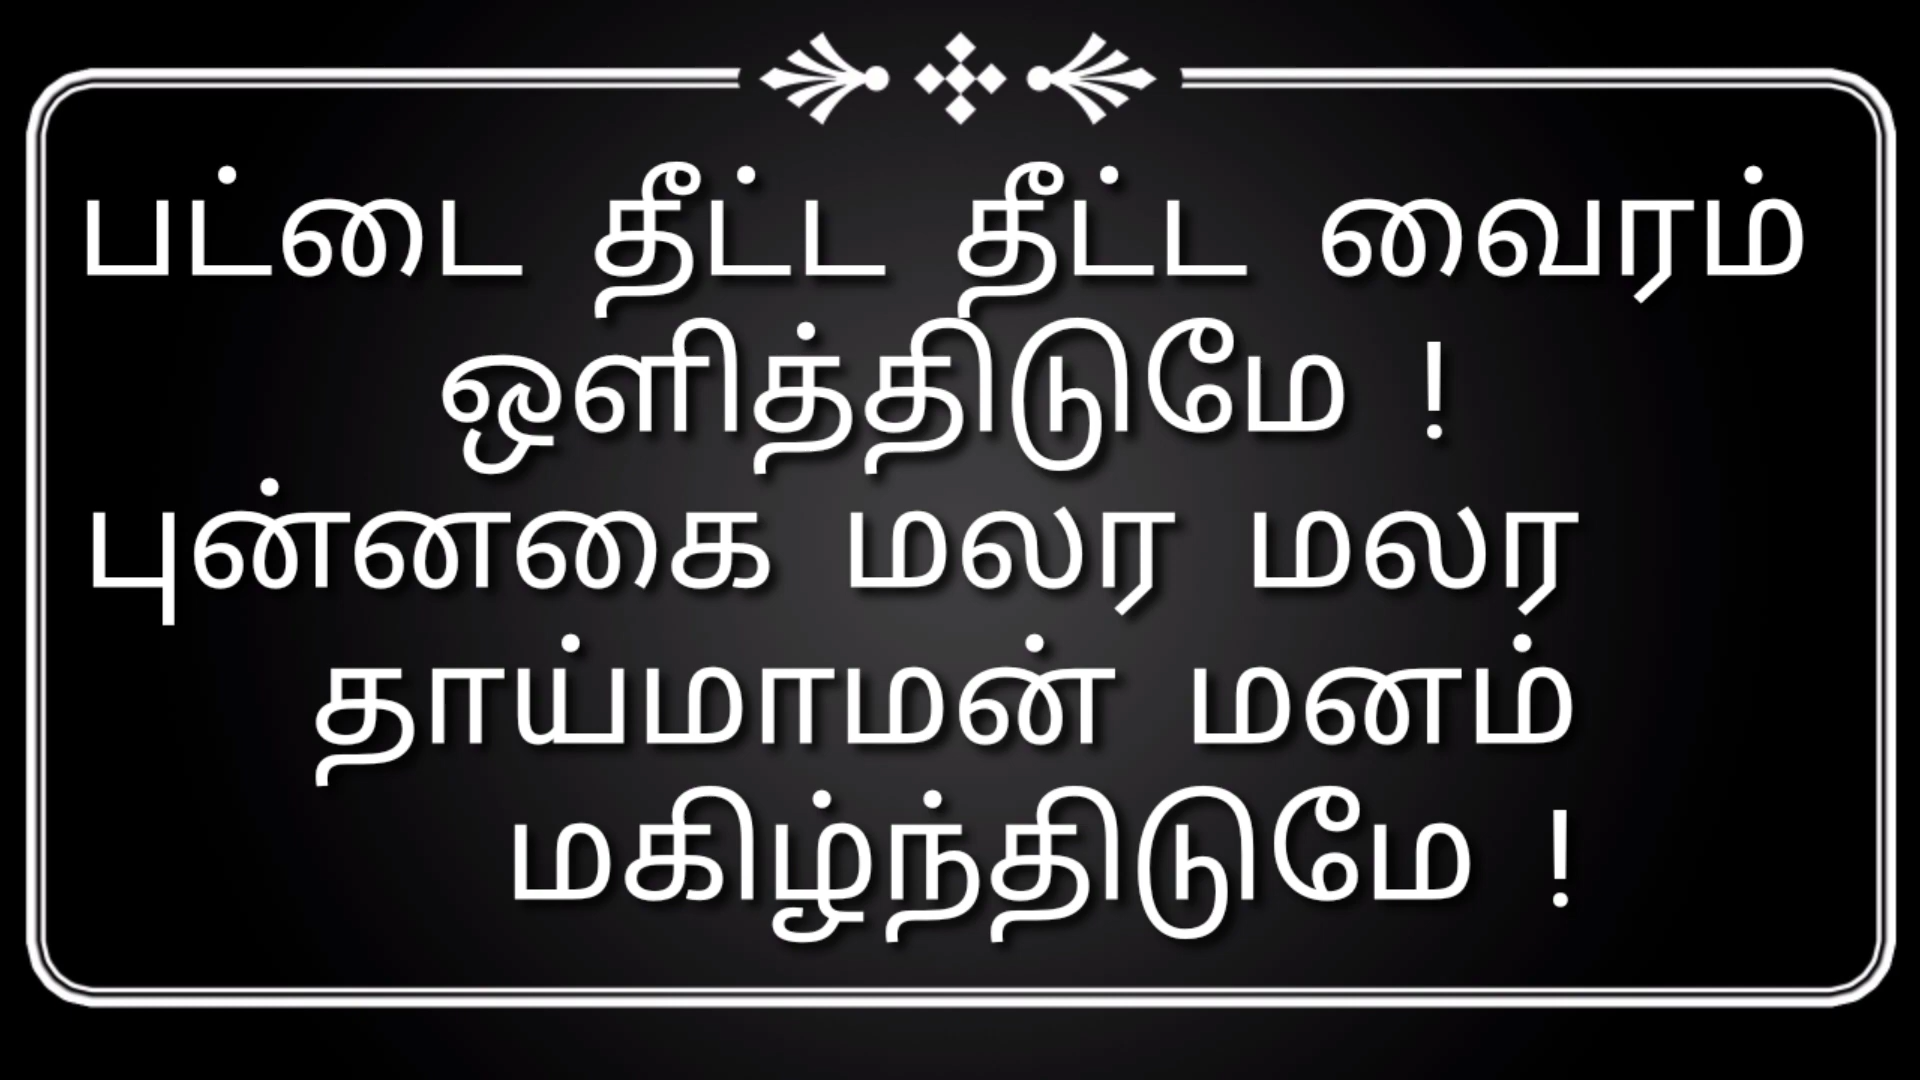 பட்டை தீட்ட தீட்ட வைரம்
ஒளித்திடுமே !
புன்னகை மலர மலர
தாய்மாமன் மனம்
மகிழ்ந்திடுமே !